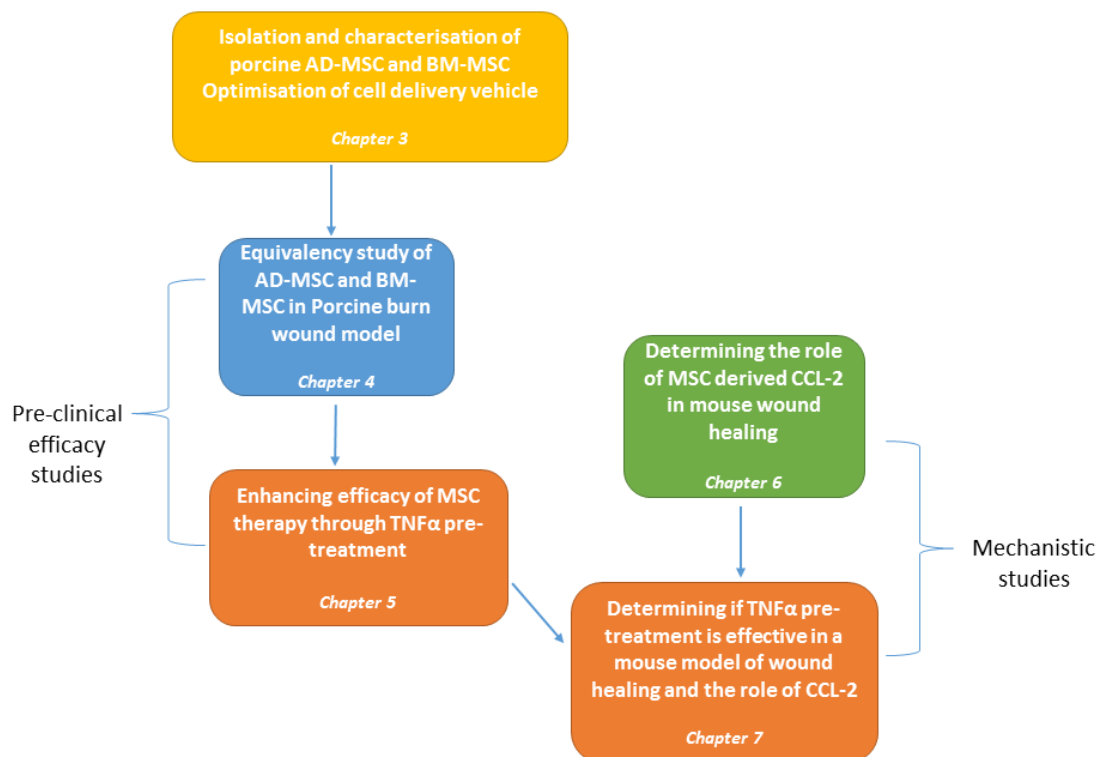 Isolation and characterisation of
porcine AD-MSC and BM-MSC
Optimisation of cell delivery vehicle
Chapter 3
Equivalency study of
AD-MSC and BM-
MSC in Porcine burn
wound model
Chapter 4
Pre-clinical
efficacy
studies
Enhancing efficacy of MSC
therapy through TNFα pre-
treatment
Chapter 5
Determining the role
of MSC derived CCL-2
in mouse wound
healing
Chapter 6
Mechanistic
studies
Determining if TNFα pre-
treatment is effective in a
mouse model of wound
healing and the role of CCL-2
Chapter 7